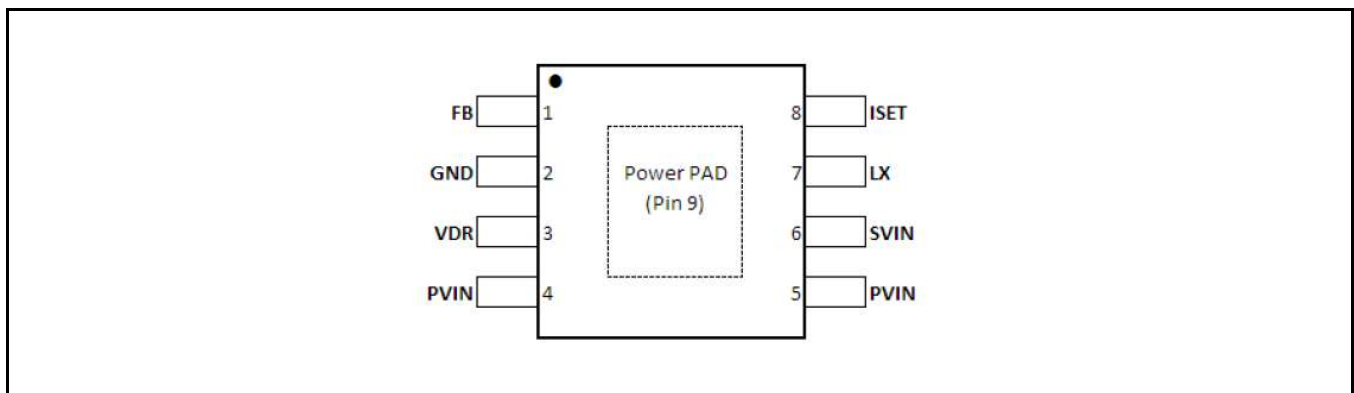 FB 1 8 ISET
GND 2 Power PAD 7 LX
(Pin 9)
VDR 3 6 SVIN
PVIN 4 5 PVIN